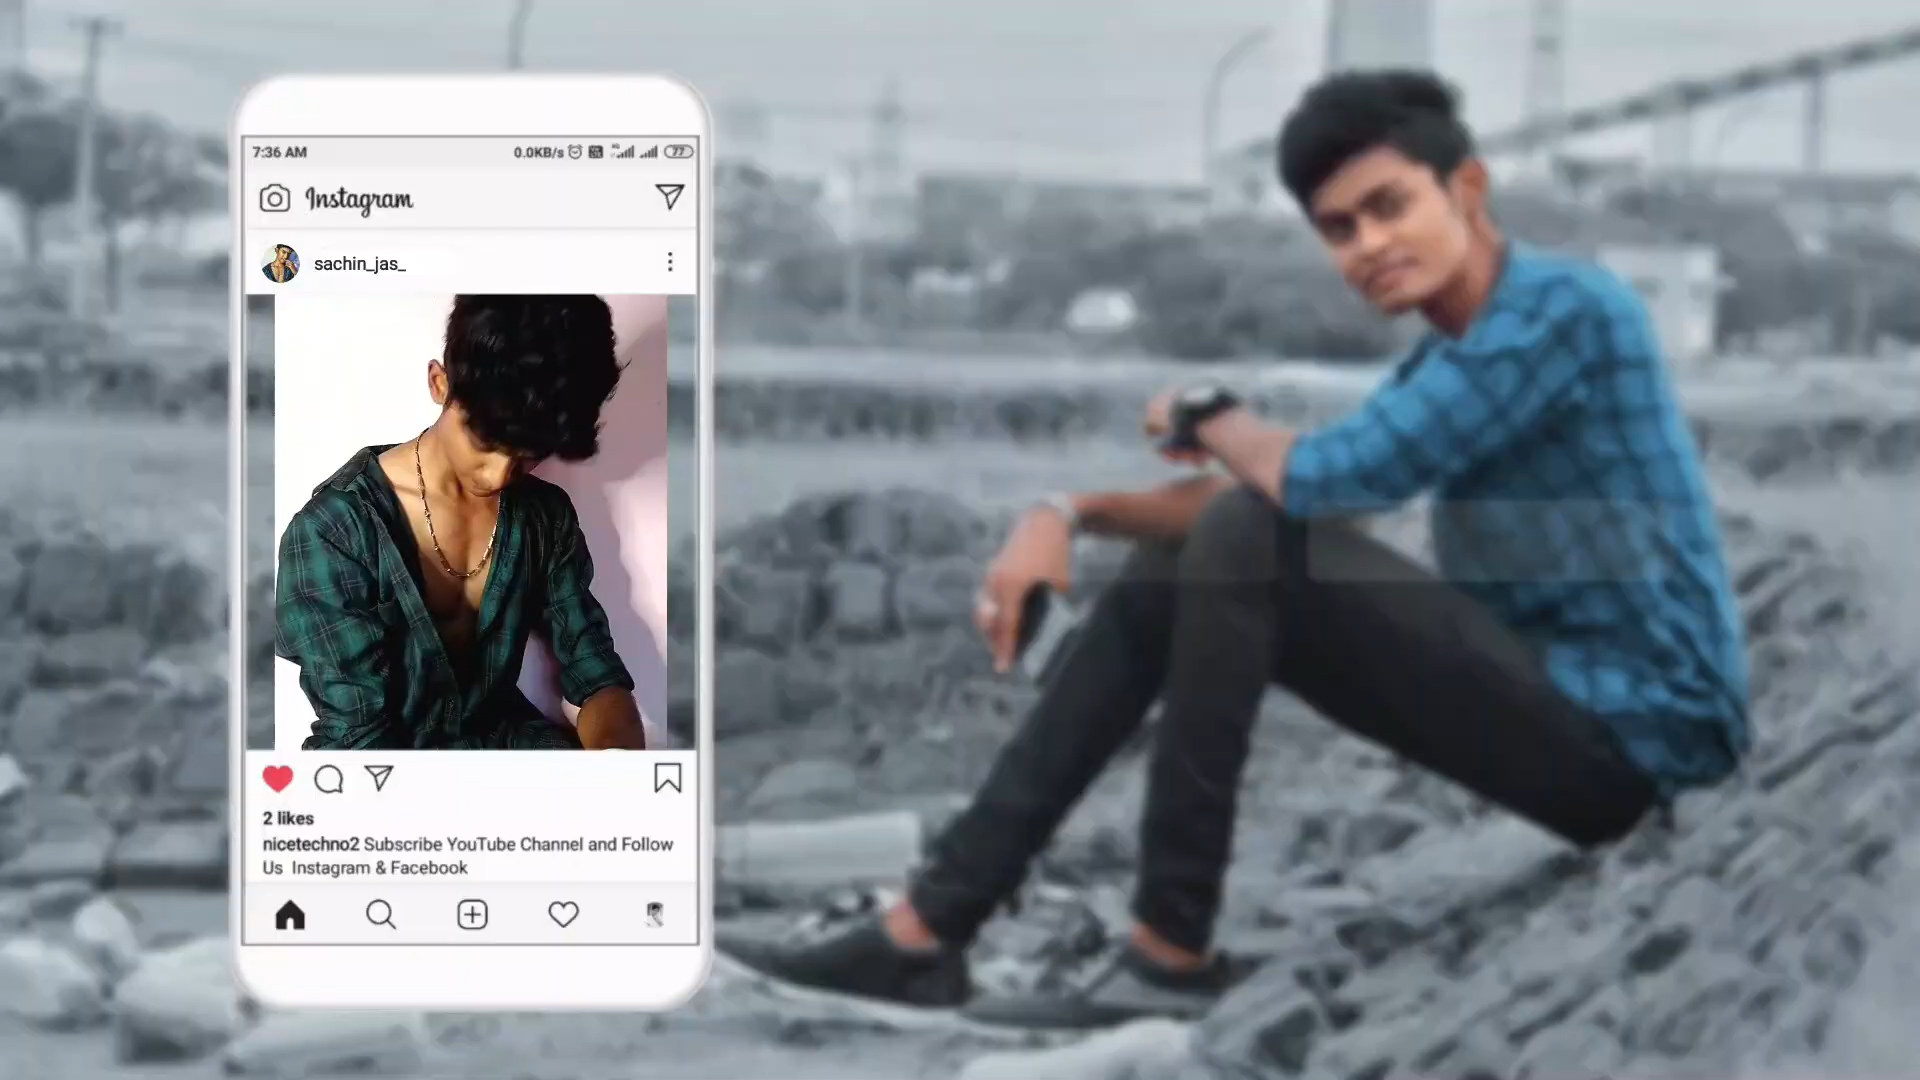 7:36 AM 0.0KB/s 4G 77
Instagram
sachin_jas_
2 likes
nicetechno2 Subscribe YouTube Channel and Follow
Us Instagram & Facebook